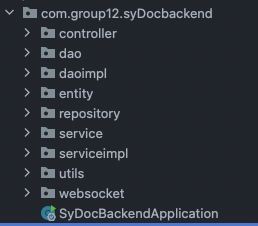 com.group12.syDocbackend
controller
dao
daoimpl
entity
repository
service
serviceimpl
utils
websocket
SyDocBackendApplication